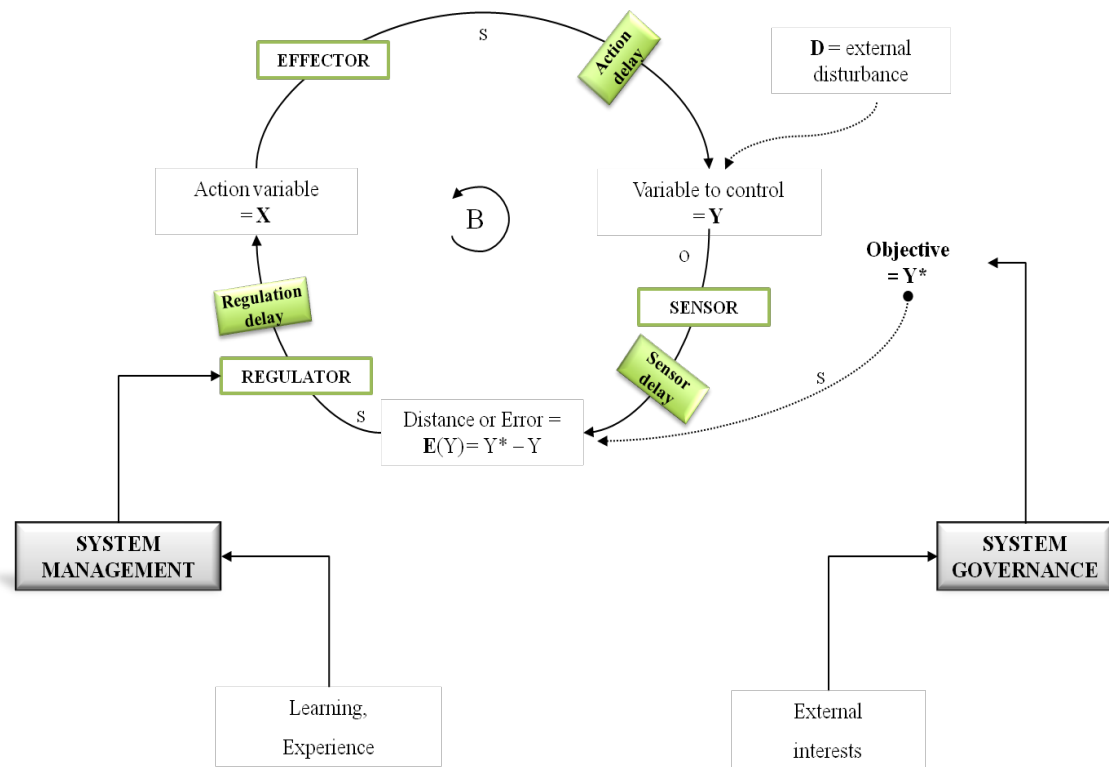 S
EFFECTOR
Action
delay
D = external
disturbance
Action variable
= X
B
Variable to control
= Y
O
Objective
= Y*
Regulation
delay
SENSOR
REGULATOR
Sensor
delay
S
S
Distance or Error =
E(Y)= Y* – Y
SYSTEM
MANAGEMENT
SYSTEM
GOVERNANCE
Learning,
Experience
External
interests